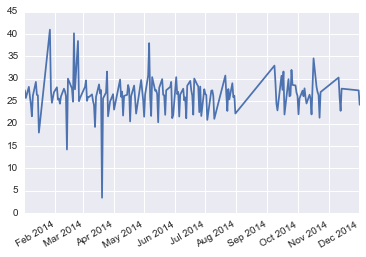 45
40
35
30
25
20
15
10
5
0
Feb 2014
Mar 2014
Apr 2014
May 2014
Jun 2014
Jul 2014
Aug 2014
Sep 2014
Oct 2014
Nov 2014
Dec 2014